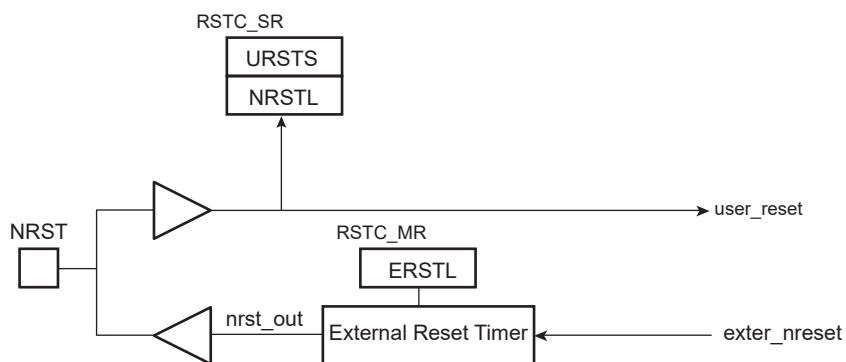 RSTC_SR
URSTS
NRSTL
user_reset
NRST
RSTC_MR
ERSTL
nrst_out
External Reset Timer
exter_nreset